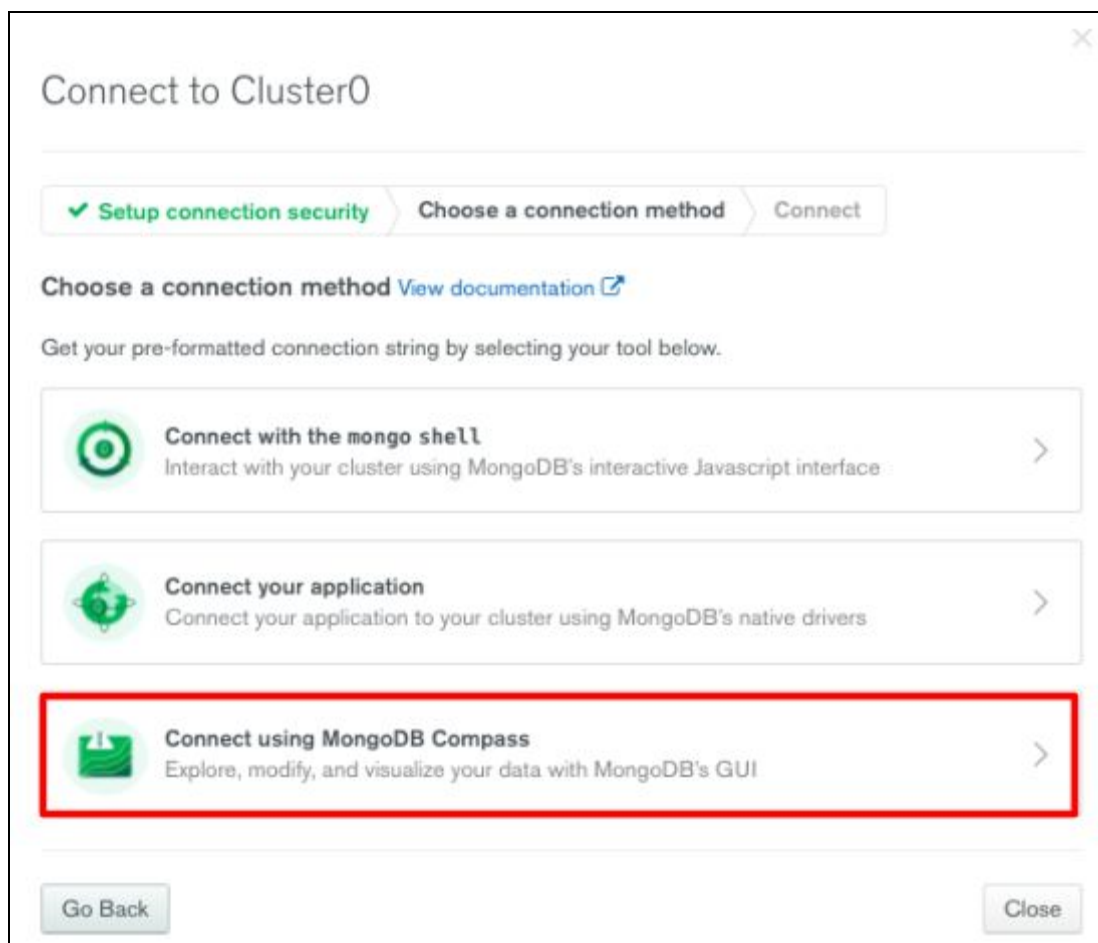 Connect to Cluster0
Setup connection security Choose a connection method Connect
Choose a connection method View documentation
Get your pre-formatted connection string by selecting your tool below.
Connect with the mongo shell
Interact with your cluster using MongoDB's interactive Javascript interface
Connect your application
Connect your application to your cluster using MongoDB's native drivers
Connect using MongoDB Compass
Explore, modify, and visualize your data with MongoDB's GUI
Go Back Close